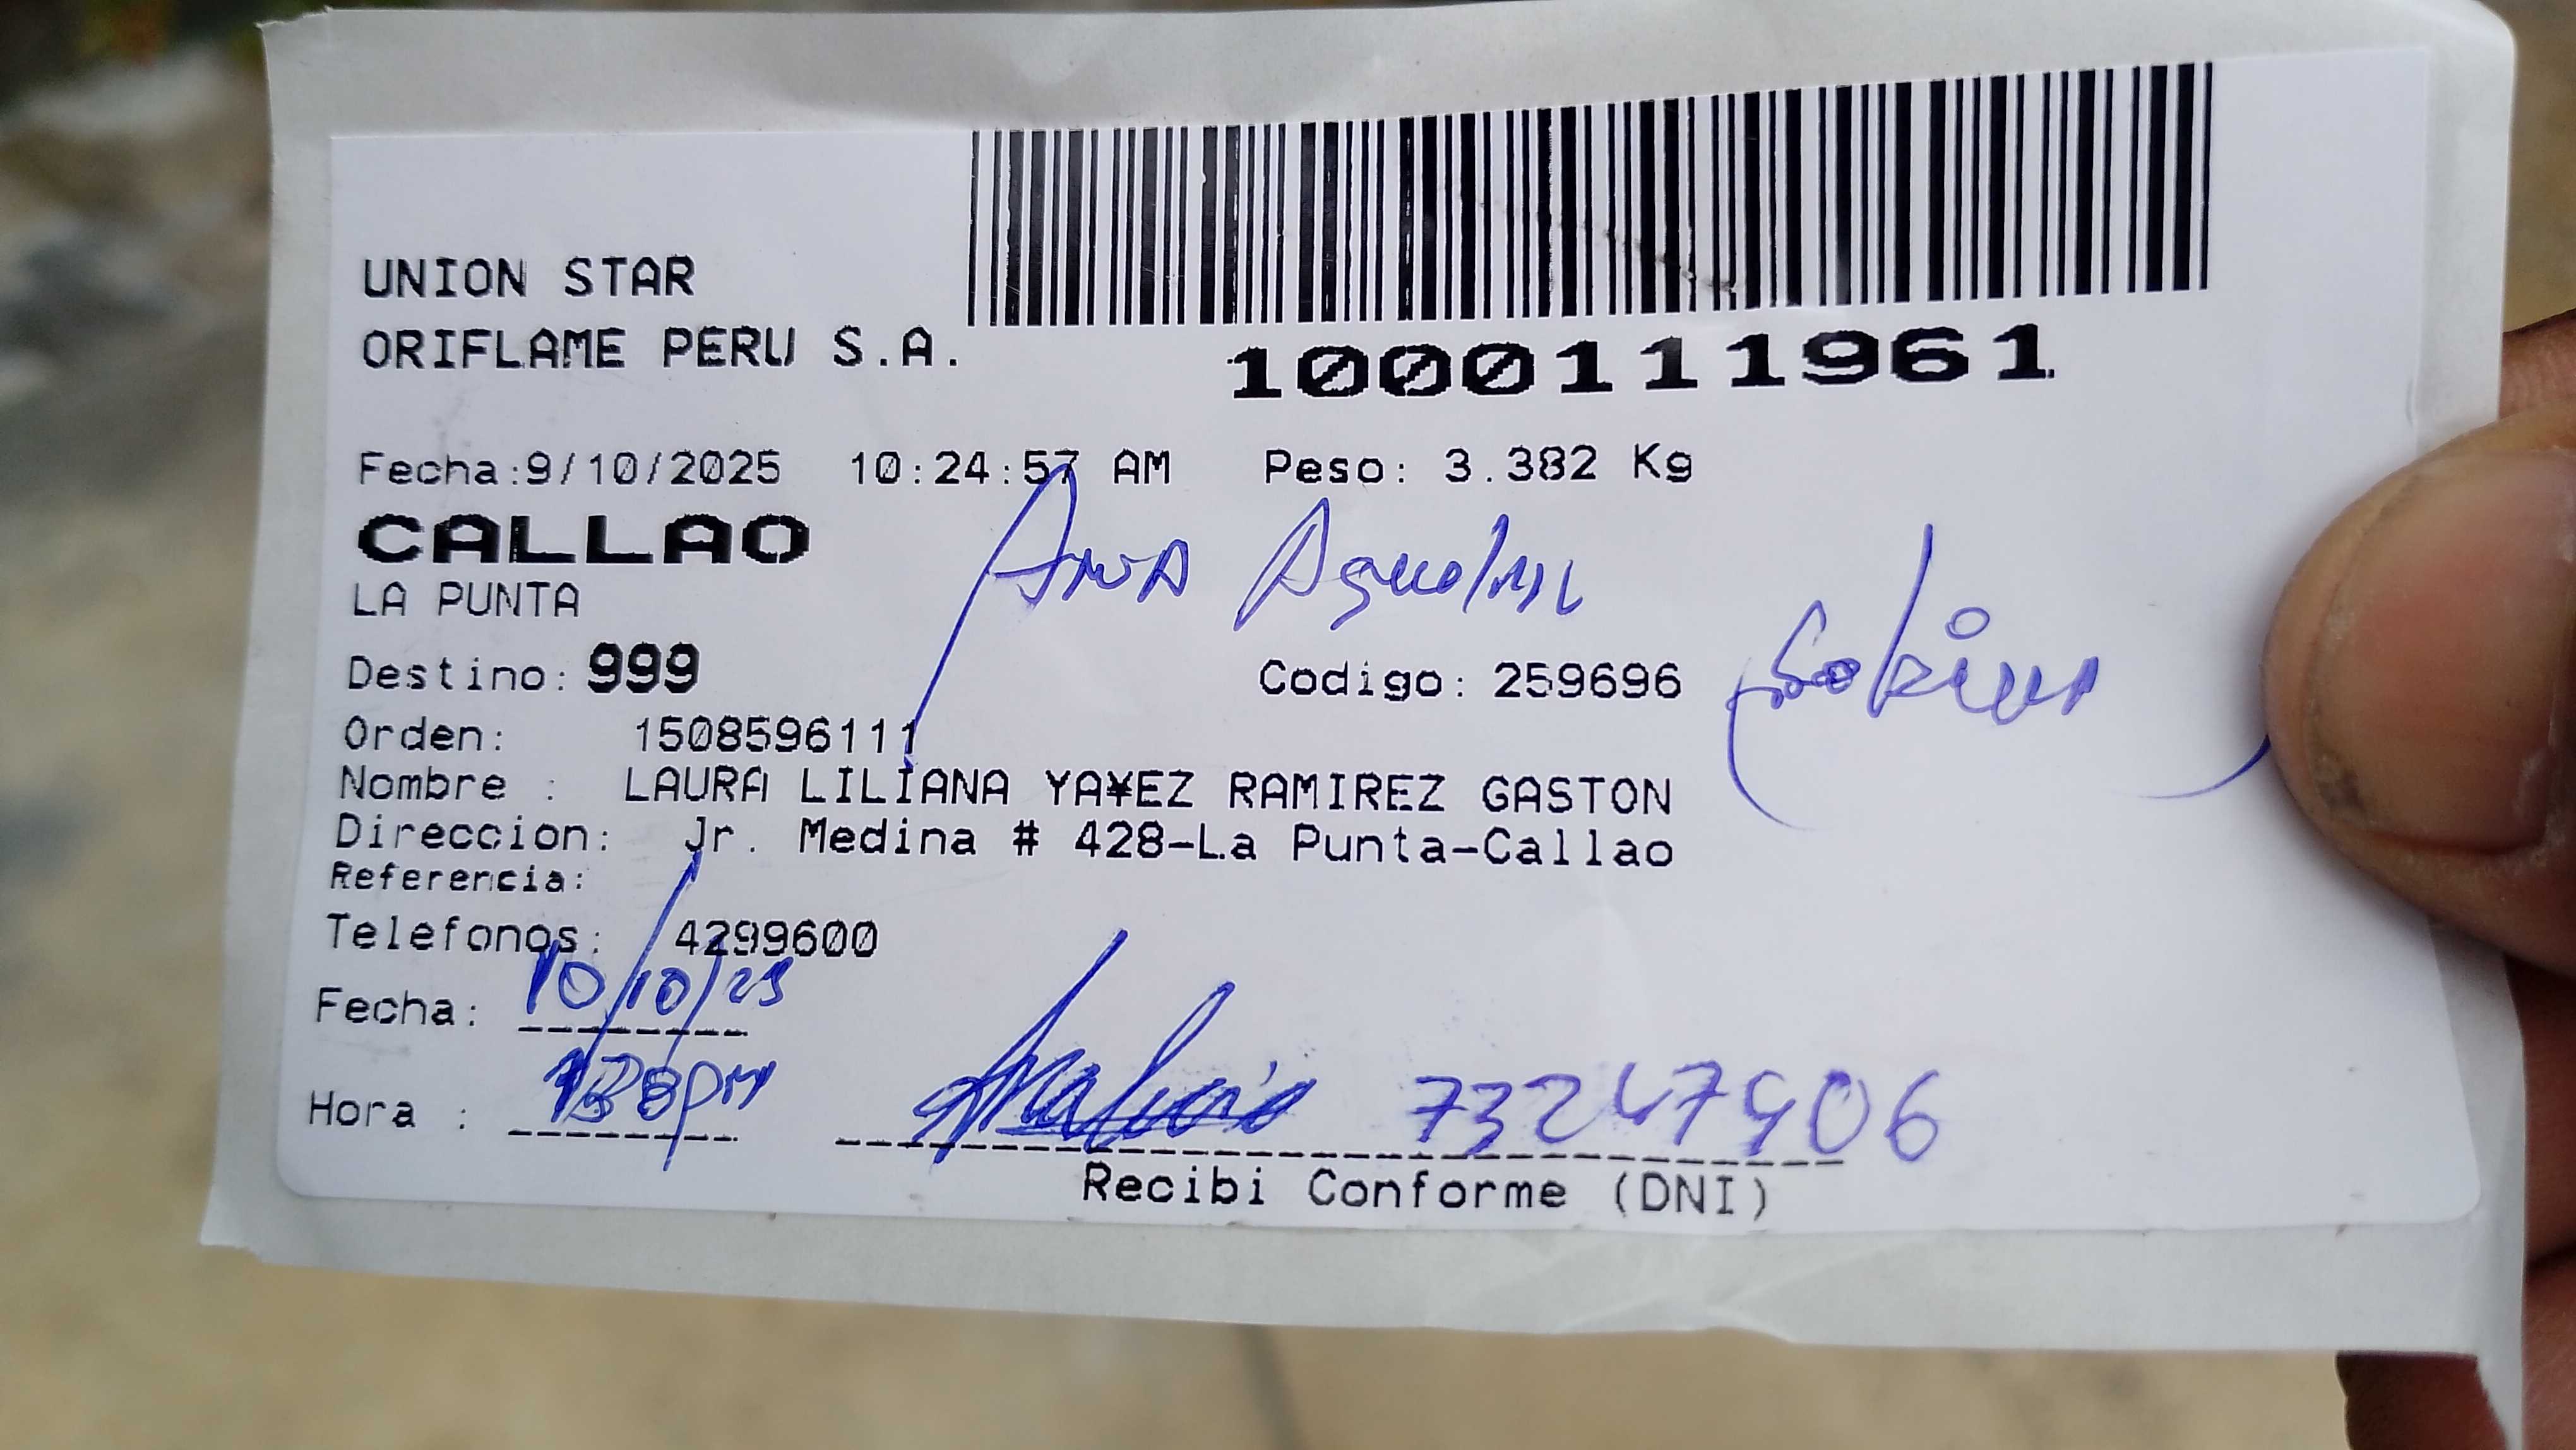 UNION STAR
ORIFLAME PERU S.A.
1000111961
Fecha:9/10/2025 10:24:57 AM Peso: 3.382 Kg
CALLAO
LA PUNTA
Ana
Destino: 999 Codigo: 259696
Orden: 1508596111
Nombre : LAURA LILIANA YA¥EZ RAMIREZ GASTON
Direccion: Jr. Medina # 428-La Punta-Callao
Referencia:
Telefonos: 4299600
Fecha: 10/10/25
Hora :
73247906
Recibi Conforme (DNI)